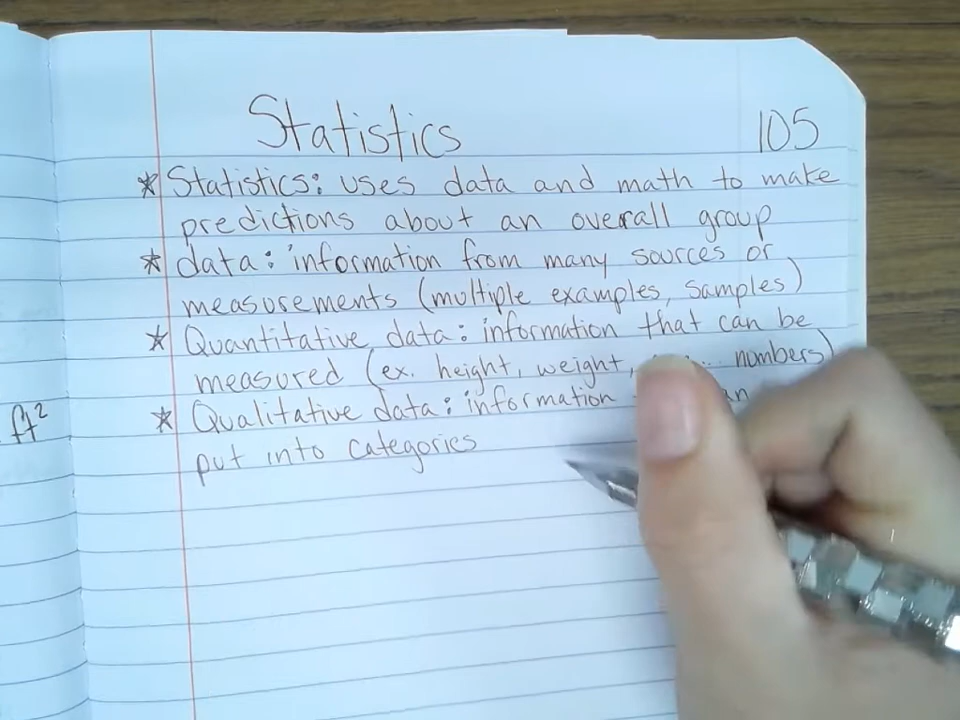 Statistics 105
* Statistics: uses data and math to make
predictions about an overall group
* data: information from many sources or
measurements (multiple examples, samples)
* Quantitative data: information that can be
measured (ex. height, weight, numbers)
* Qualitative data: information
put into categories
ft²